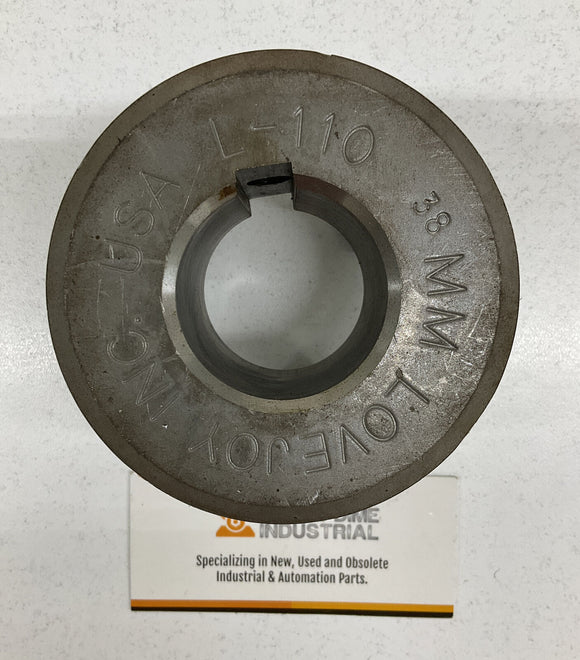 L-110
38 MM
LOVEJOY INC. USA
INDUSTRIAL
Specializing in New, Used and Obsolete
Industrial & Automation Parts.